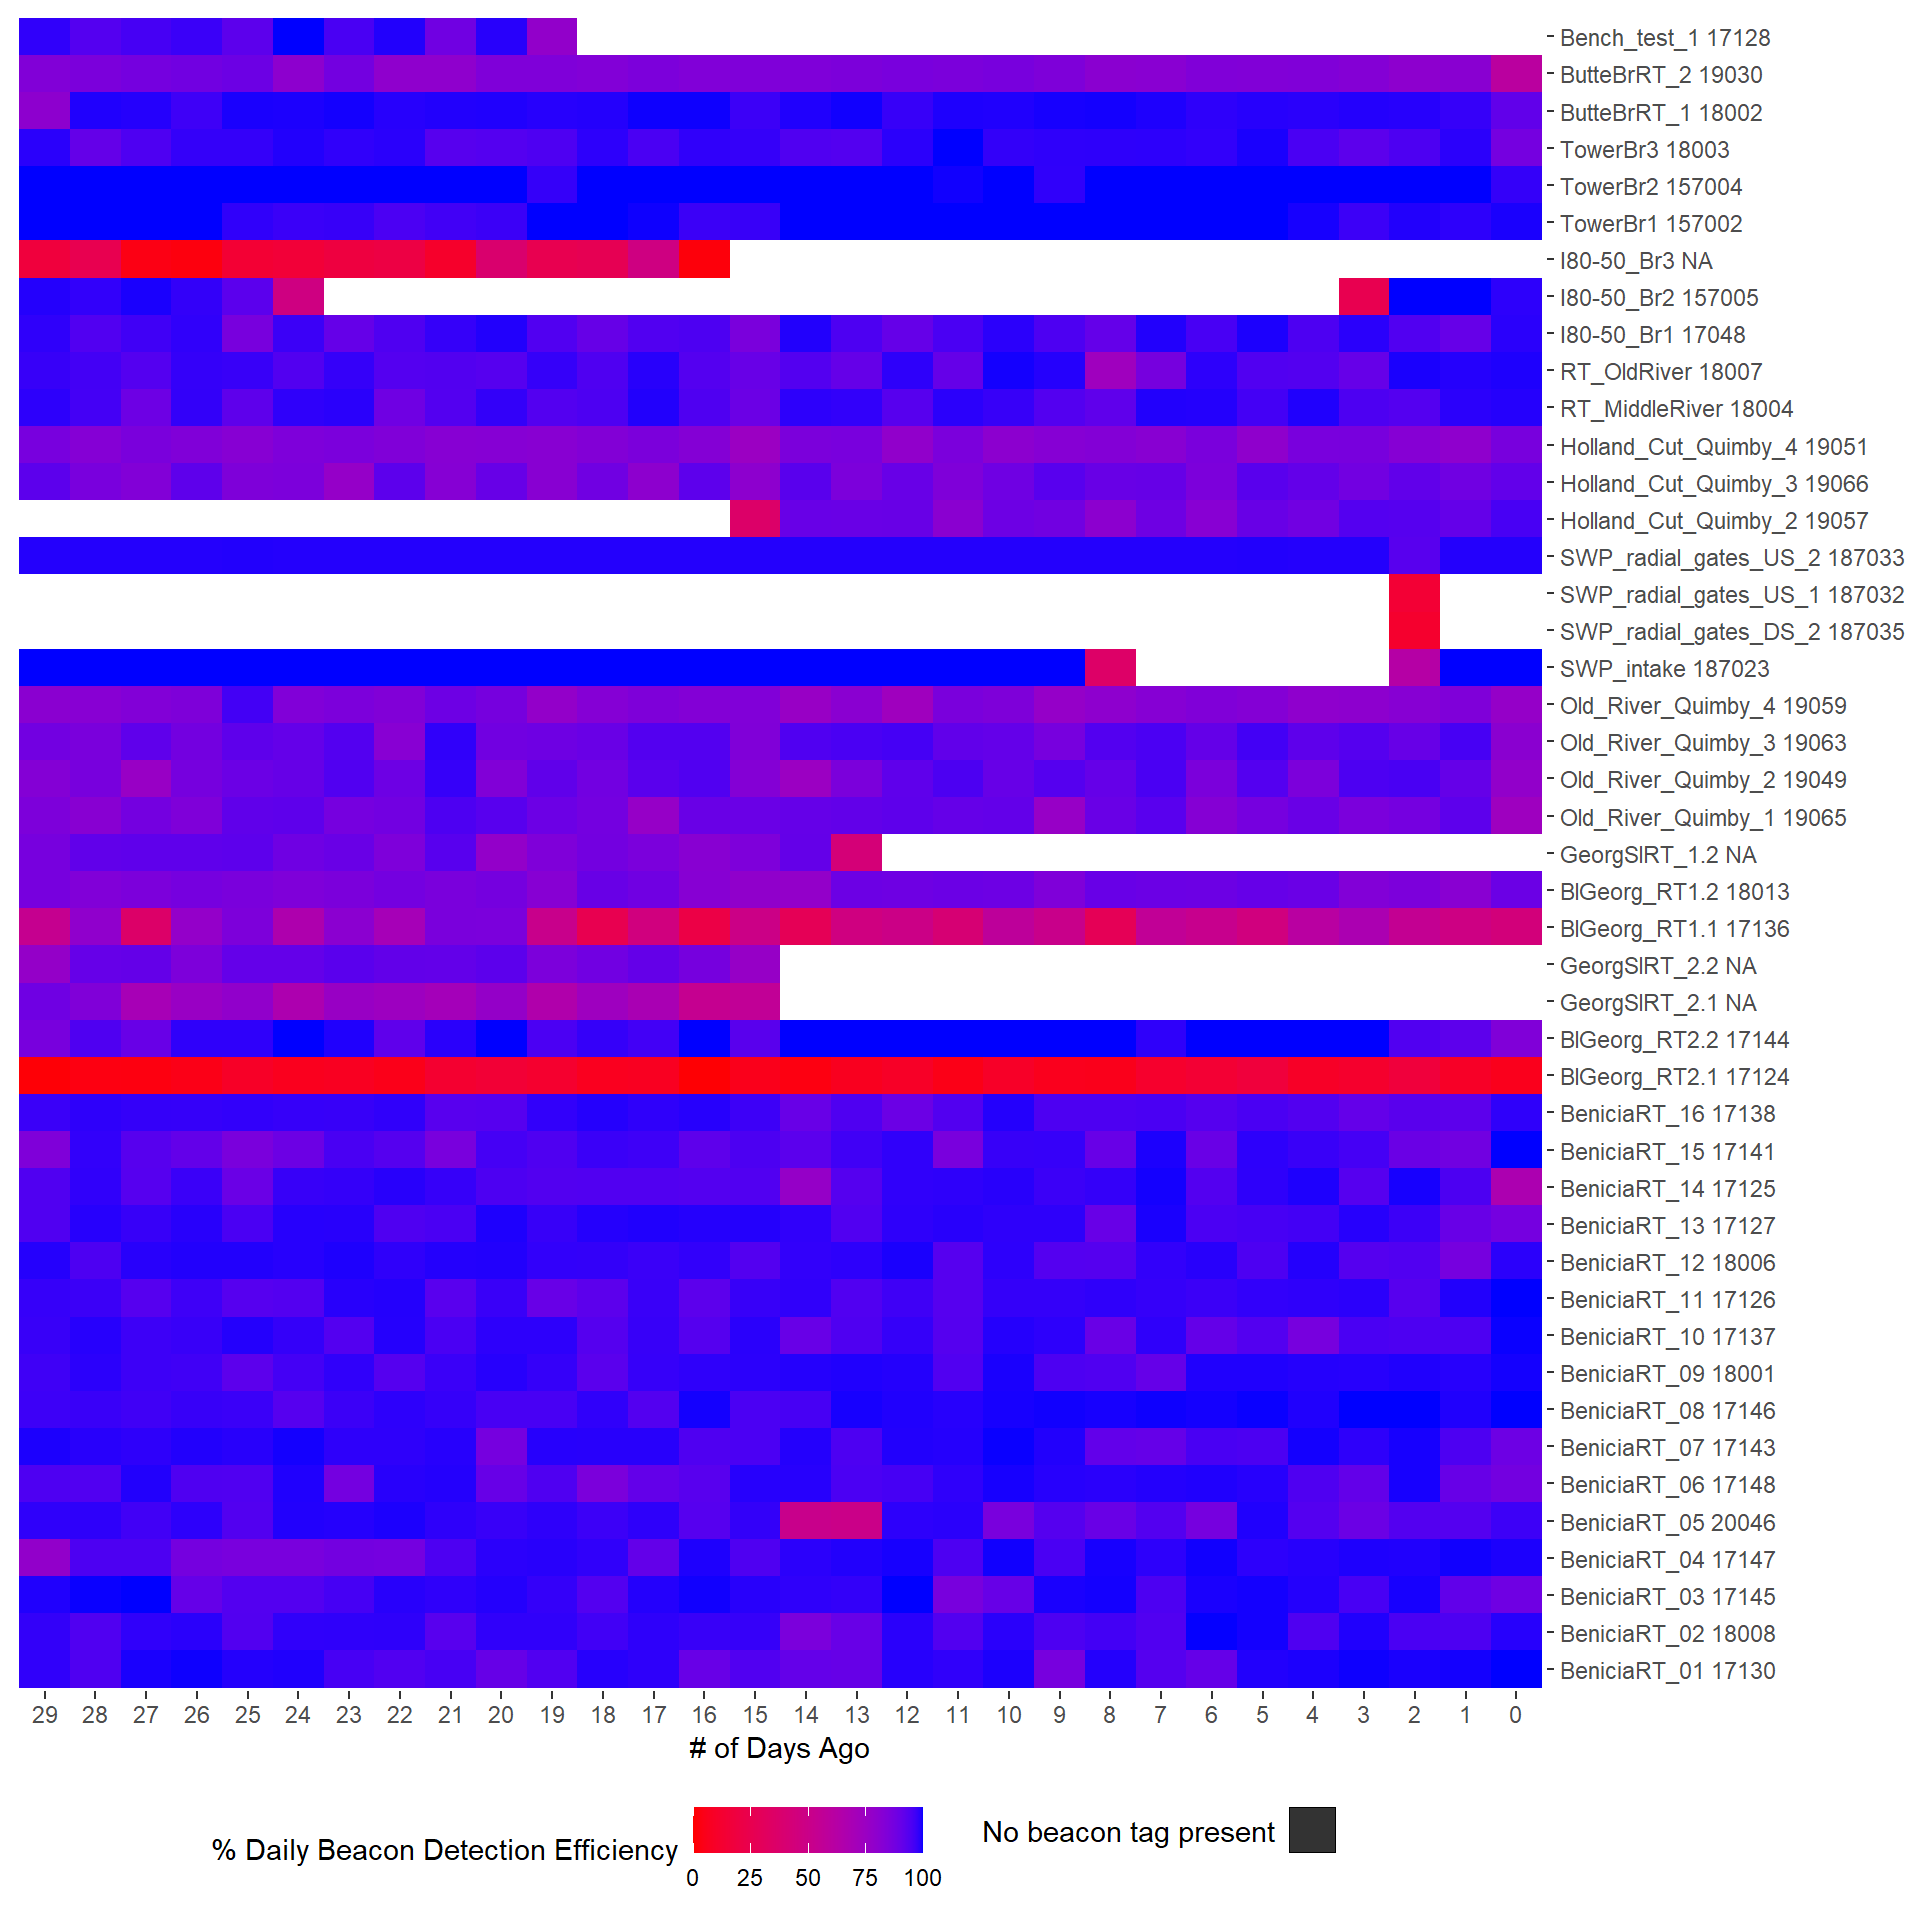 Bench_test_1 17128
ButteBrRT_2 19030
ButteBrRT_1 18002
TowerBr3 18003
TowerBr2 157004
TowerBr1 157002
I80-50_Br3 NA
I80-50_Br2 157005
I80-50_Br1 17048
RT_OldRiver 18007
RT_MiddleRiver 18004
Holland_Cut_Quimby_4 19051
Holland_Cut_Quimby_3 19066
Holland_Cut_Quimby_2 19057
SWP_radial_gates_US_2 187033
SWP_radial_gates_US_1 187032
SWP_radial_gates_DS_2 187035
SWP_intake 187023
Old_River_Quimby_4 19059
Old_River_Quimby_3 19063
Old_River_Quimby_2 19049
Old_River_Quimby_1 19065
GeorgSlRT_1.2 NA
BlGeorg_RT1.2 18013
BlGeorg_RT1.1 17136
GeorgSlRT_2.2 NA
GeorgSlRT_2.1 NA
BlGeorg_RT2.2 17144
BlGeorg_RT2.1 17124
BeniciaRT_16 17138
BeniciaRT_15 17141
BeniciaRT_14 17125
BeniciaRT_13 17127
BeniciaRT_12 18006
BeniciaRT_11 17126
BeniciaRT_10 17137
BeniciaRT_09 18001
BeniciaRT_08 17146
BeniciaRT_07 17143
BeniciaRT_06 17148
BeniciaRT_05 20046
BeniciaRT_04 17147
BeniciaRT_03 17145
BeniciaRT_02 18008
BeniciaRT_01 17130
29 28 27 26 25 24 23 22 21 20 19 18 17 16 15 14 13 12 11 10 9 8 7 6 5 4 3 2 1 0
# of Days Ago
% Daily Beacon Detection Efficiency
0 25 50 75 100
No beacon tag present